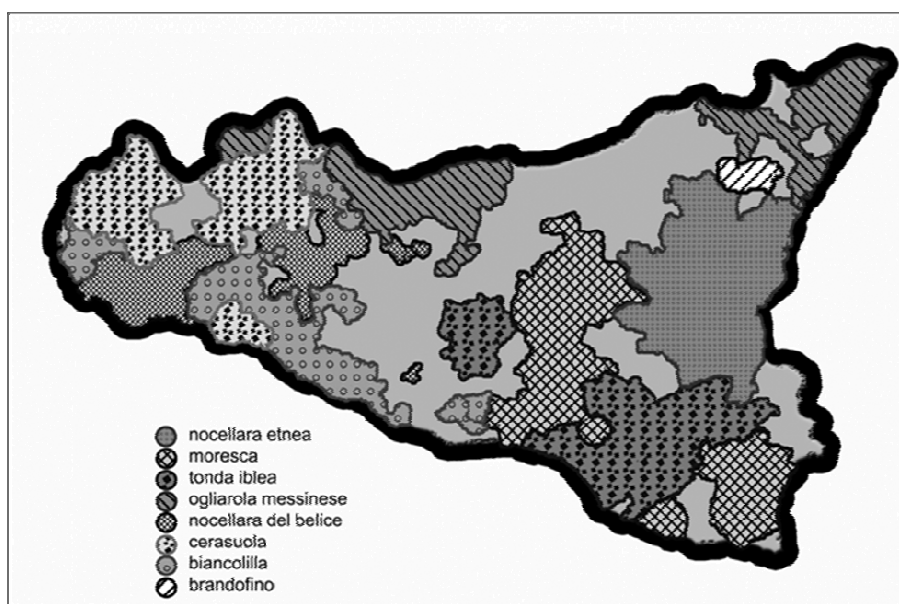 nocellara etnea
moresca
tonda iblea
ogliarola messinese
nocellara del belice
cerasuola
biancolilla
brandofino